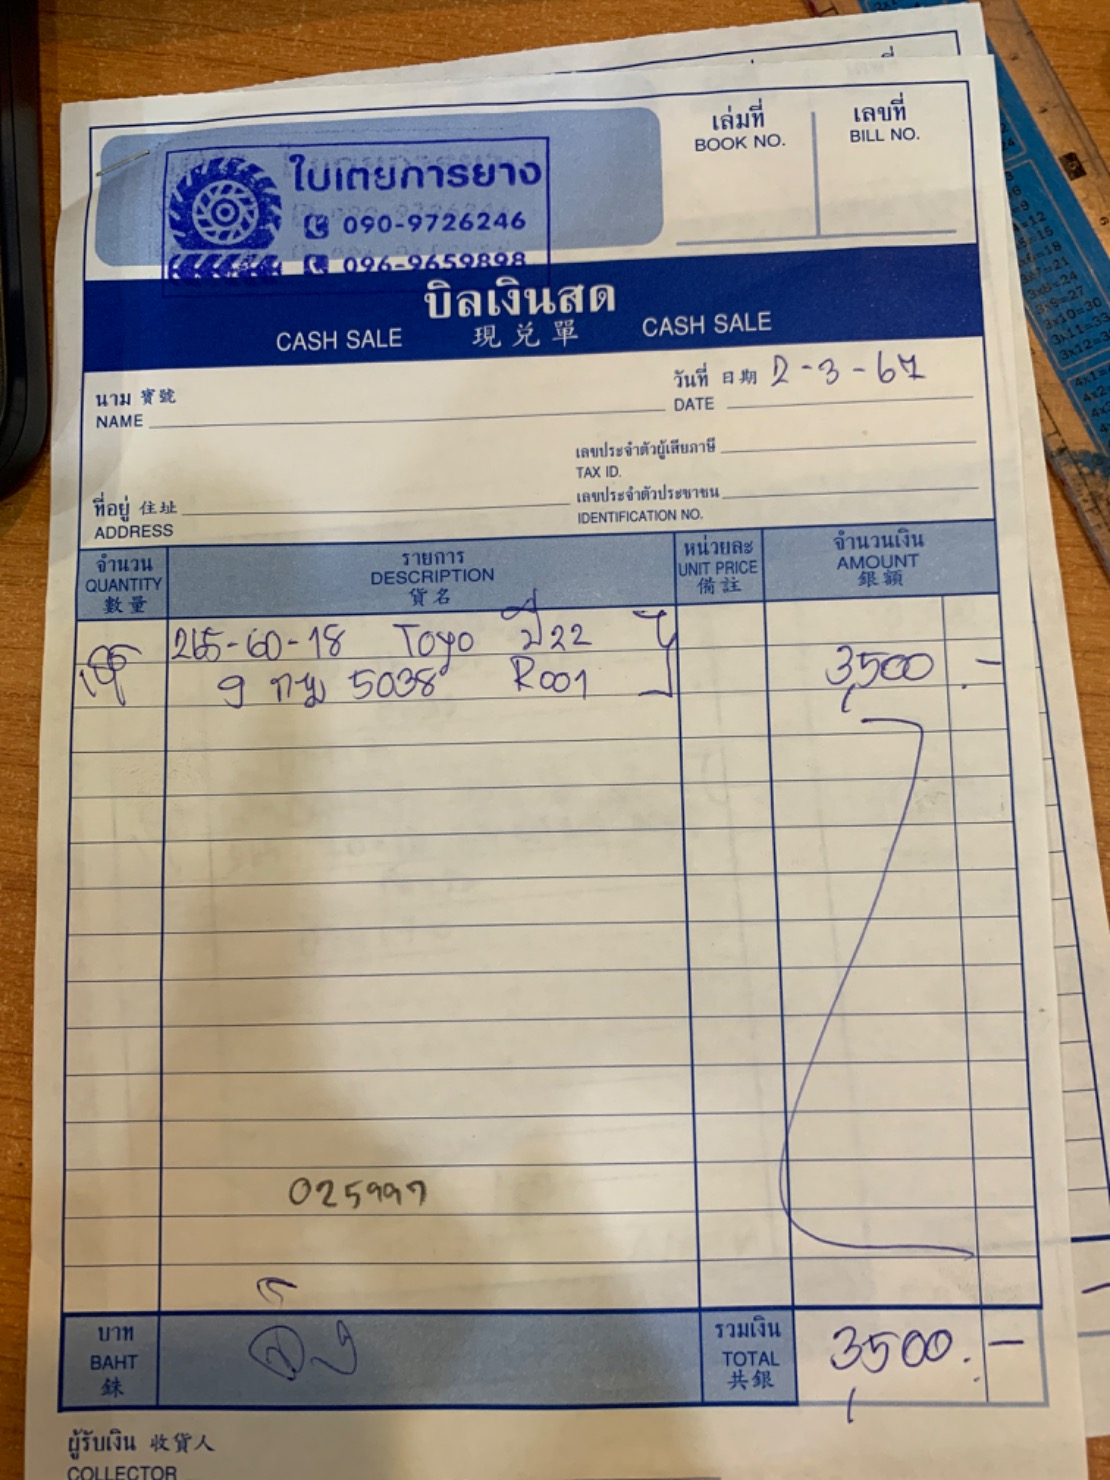 เล่มที่
BOOK NO.
เลขที่
BILL NO.
ใบเตยการยาง
090-9726246
096-9659898
บิลเงินสด
CASH SALE 現兌單 CASH SALE
นาม 寶號
NAME
วันที่ 日期 2-3-67
DATE
เลขประจำตัวผู้เสียภาษี
TAX ID.
ที่อยู่ 住址
ADDRESS
เลขประจำตัวประชาชน
IDENTIFICATION NO.
จำนวน
QUANTITY
數量
รายการ
DESCRIPTION
貨名
หน่วยละ
UNIT PRICE
備註
จำนวนเงิน
AMOUNT
銀額
265-60-18 Toyo ปี22
9 กม 5038 R001 3,500.-
025997
บาท
BAHT
銖
รวมเงิน
TOTAL
共銀
3,500.-
ผู้รับเงิน 收貨人
COLLECTOR